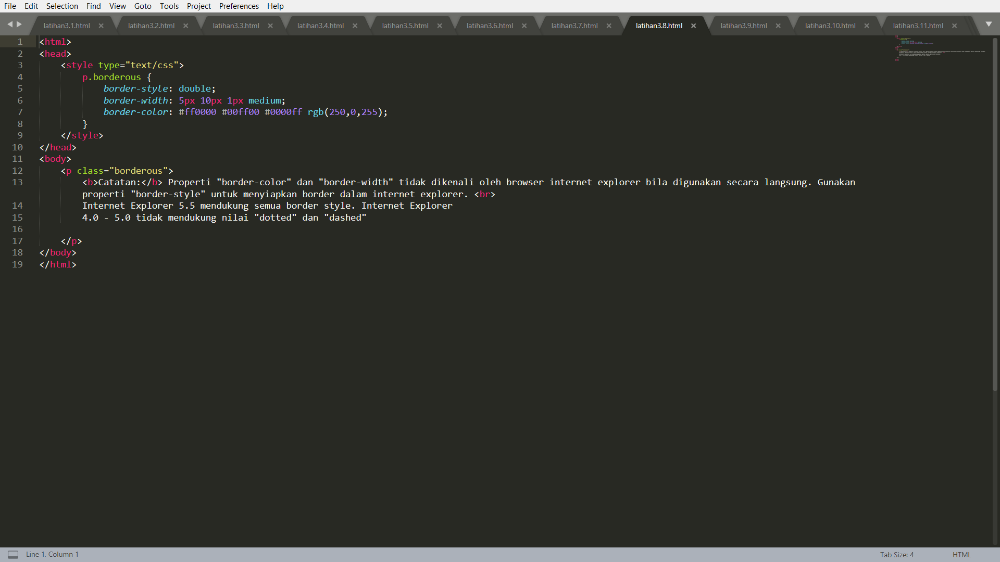 File Edit Selection Find View Goto Tools Project Preferences Help
latihan3.1.html latihan3.2.html latihan3.3.html latihan3.4.html latihan3.5.html latihan3.6.html latihan3.7.html latihan3.8.html latihan3.9.html latihan3.10.html latihan3.11.html
1 <html>
2 <head>
3 <style type="text/css">
4 p.borderous {
5 border-style: double;
6 border-width: 5px 10px 1px medium;
7 border-color: #ff0000 #00ff00 #0000ff rgb(250,0,255);
8 }
9 </style>
10 </head>
11 <body>
12 <p class="borderous">
13 <b>Catatan:</b> Properti "border-color" dan "border-width" tidak dikenali oleh browser internet explorer bila digunakan secara langsung. Gunakan
properti "border-style" untuk menyiapkan border dalam internet explorer. <br>
14 Internet Explorer 5.5 mendukung semua border style. Internet Explorer
15 4.0 - 5.0 tidak mendukung nilai "dotted" dan "dashed"
16
17 </p>
18 </body>
19 </html>
Line 1, Column 1 Tab Size: 4 HTML